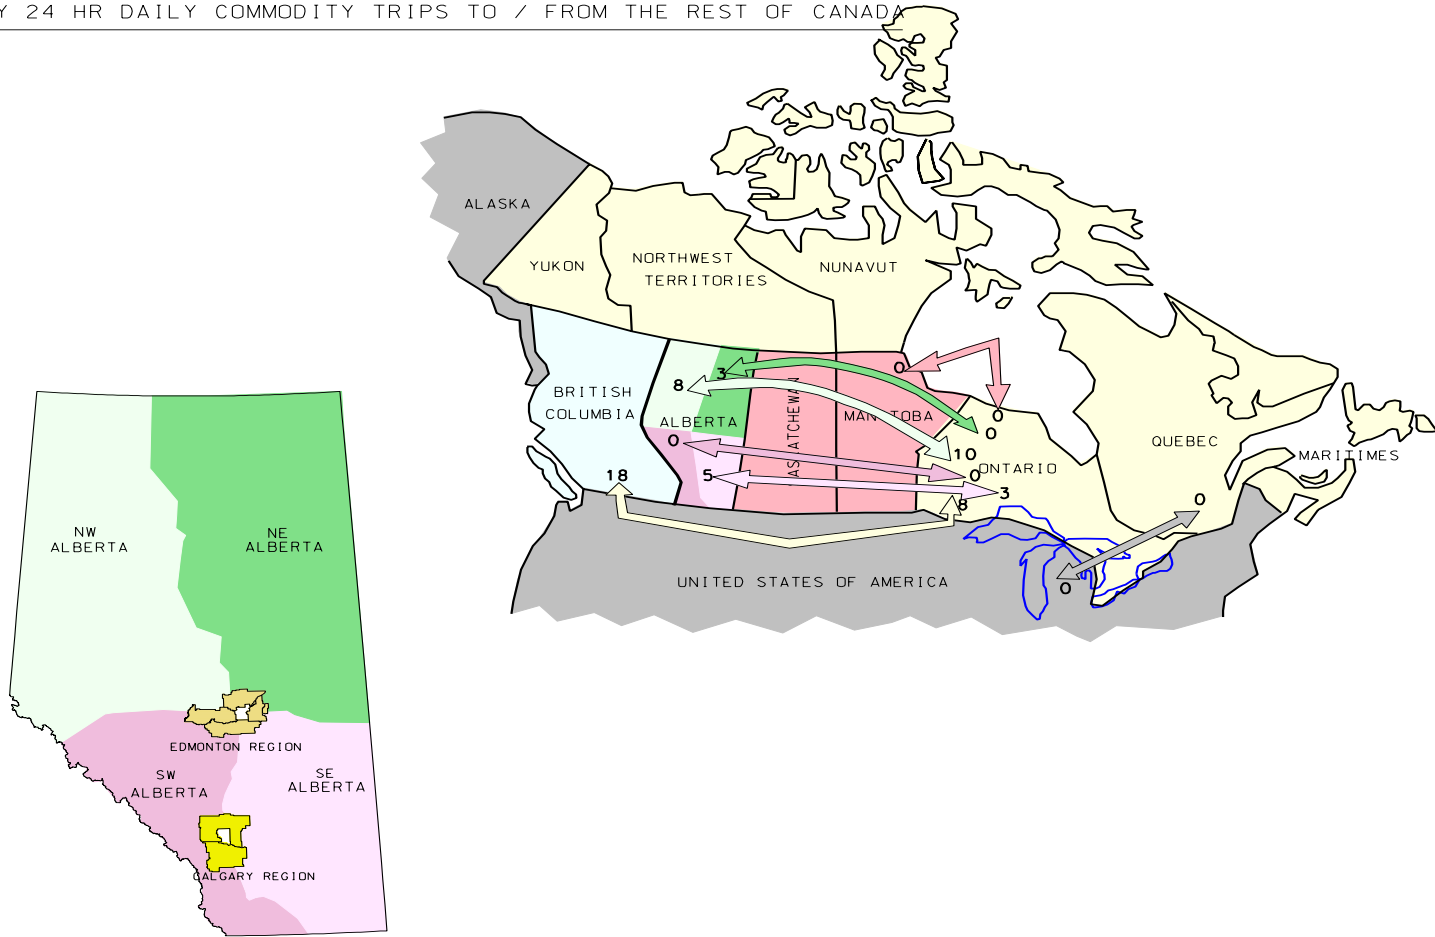 Y 24 HR DAILY COMMODITY TRIPS TO / FROM THE REST OF CANADA
ALASKA
YUKON
NORTHWEST
TERRITORIES
NUNAVUT
BRITISH
COLUMBIA
ALBERTA
SASKATCHEWAN
MANITOBA
ONTARIO
QUEBEC
MARITIMES
UNITED STATES OF AMERICA
3
8
0
5
18
0
0
0
10
0
3
8
0
0
NW
ALBERTA
NE
ALBERTA
EDMONTON REGION
SW
ALBERTA
SE
ALBERTA
CALGARY REGION